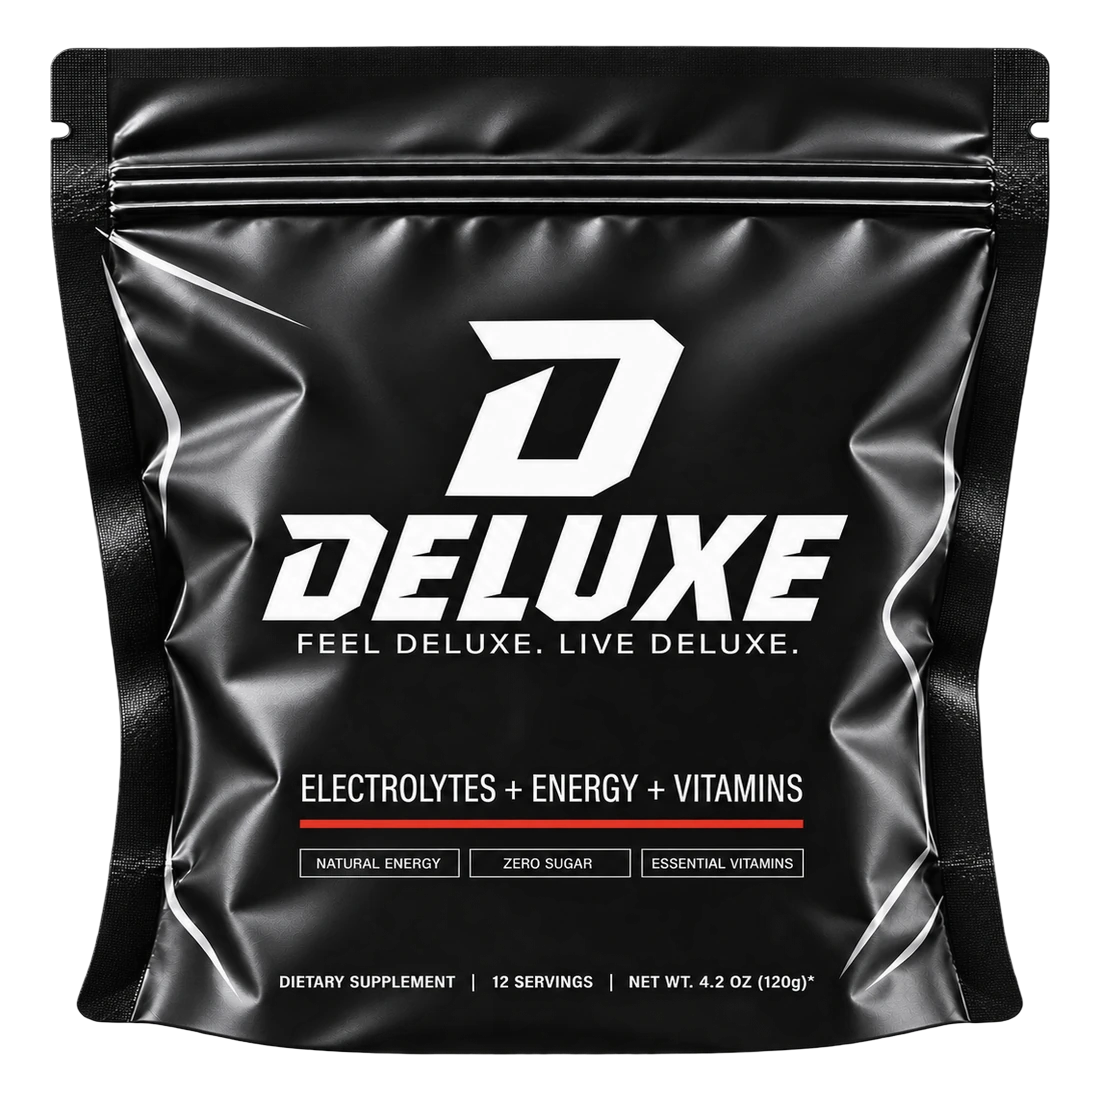 D
DELUXE
FEEL DELUXE. LIVE DELUXE.
ELECTROLYTES + ENERGY + VITAMINS
NATURAL ENERGY
ZERO SUGAR
ESSENTIAL VITAMINS
DIETARY SUPPLEMENT | 12 SERVINGS | NET WT. 4.2 OZ (120g)*